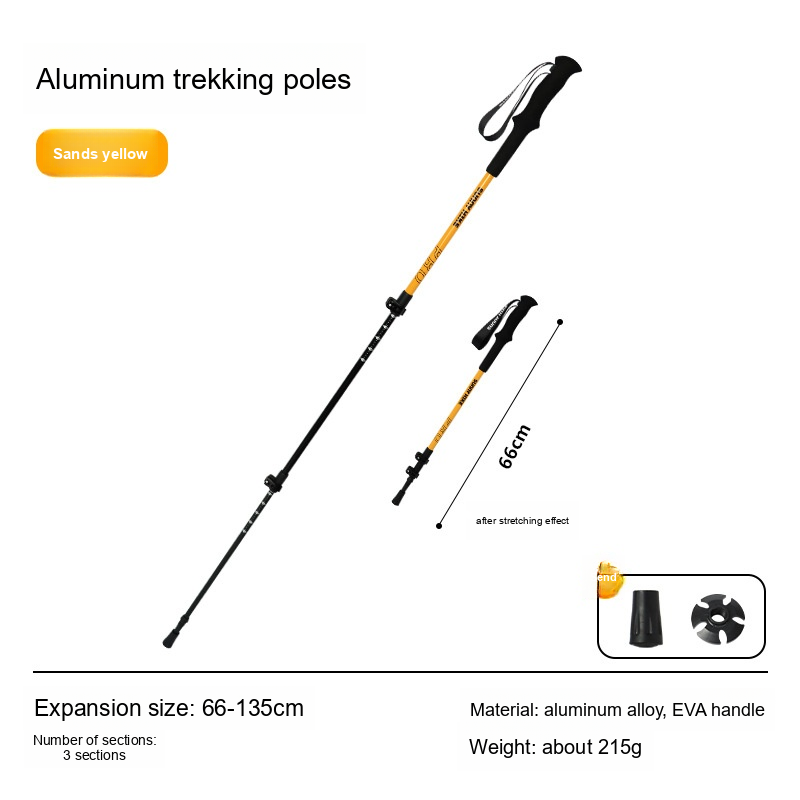 Aluminum trekking poles
Sands yellow
66cm
after stretching effect
end
Expansion size: 66-135cm
Material: aluminum alloy, EVA handle
Number of sections:
3 sections
Weight: about 215g